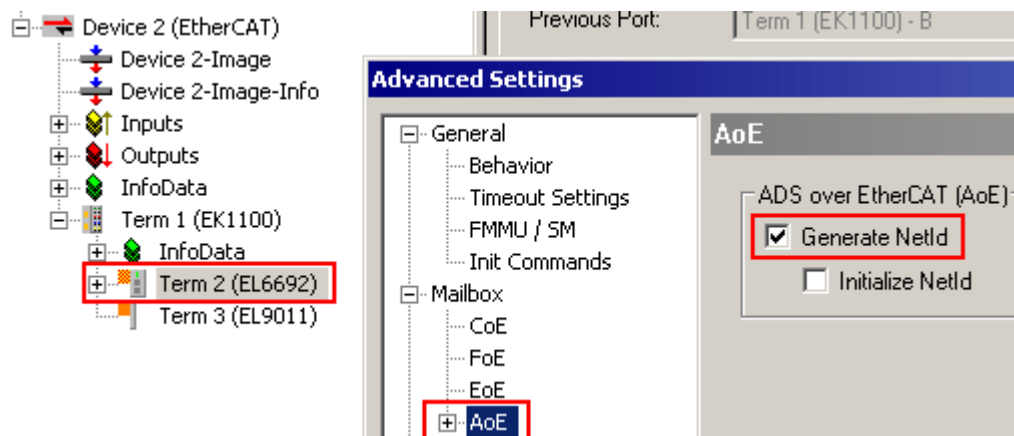 Device 2 (EtherCAT)
Device 2-Image
Device 2-Image-Info
Inputs
Outputs
InfoData
Term 1 (EK1100)
InfoData
Term 2 (EL6692)
Term 3 (EL9011)
Previous Port:
Term 1 (EK1100) - B
Advanced Settings
General
Behavior
Timeout Settings
FMMU / SM
Init Commands
Mailbox
CoE
FoE
EoE
AoE
AoE
ADS over EtherCAT (AoE)
Generate NetId
Initialize NetId